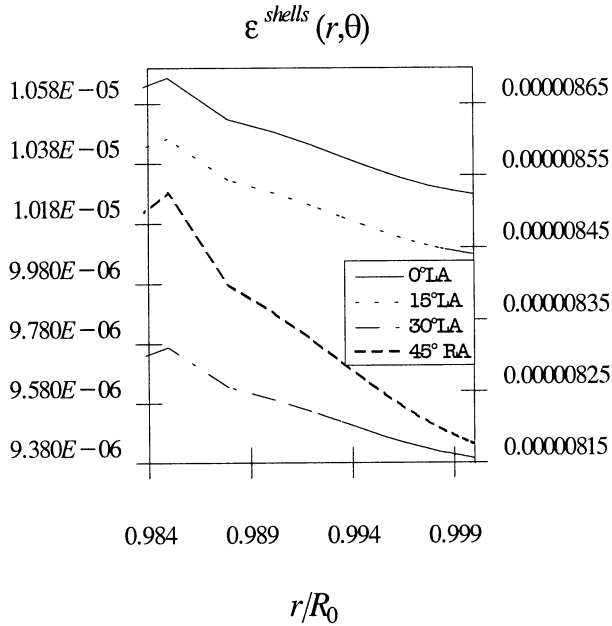 ε shells (r,θ)
1.058E−05
1.038E−05
1.018E−05
9.980E−06
9.780E−06
9.580E−06
9.380E−06
0.00000865
0.00000855
0.00000845
0.00000835
0.00000825
0.00000815
0°LA
15°LA
30°LA
45° RA
0.984 0.989 0.994 0.999
r/R0